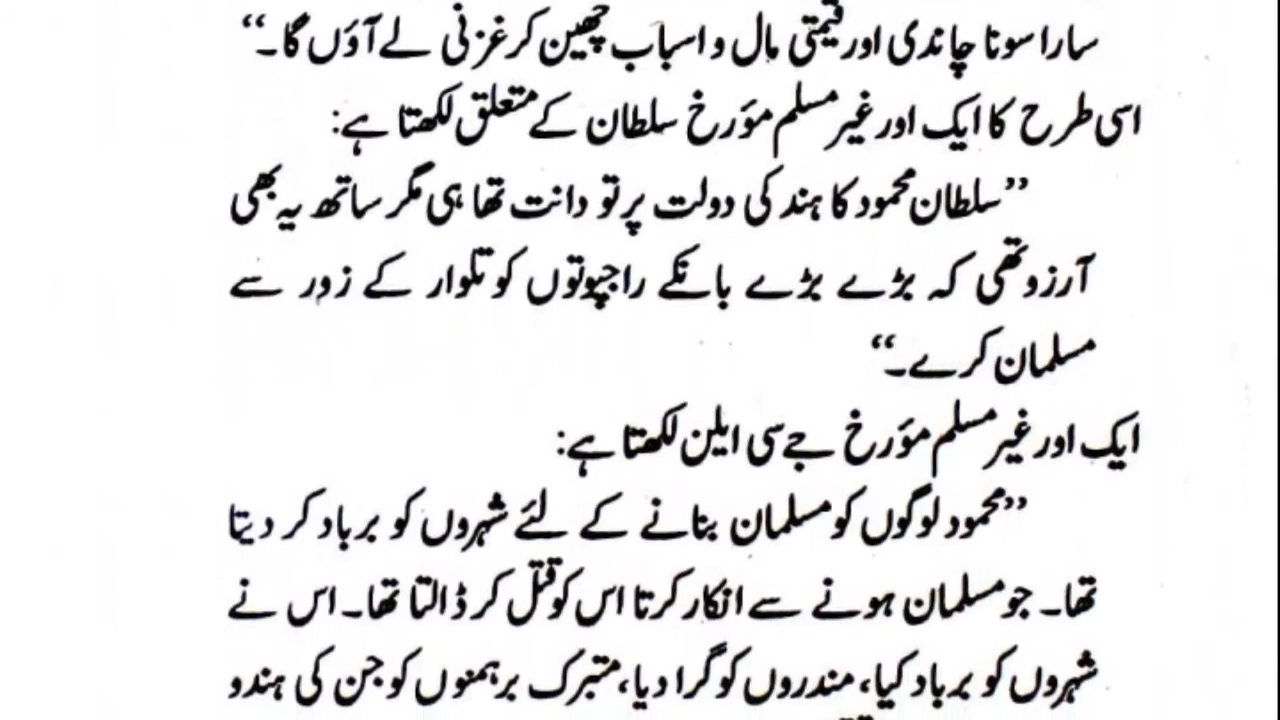 سارا سونا چاندی اور قیمتی مال و اسباب چھین کر غزنی لے آؤں گا۔“
اسی طرح کا ایک اور غیر مسلم مؤرخ سلطان کے متعلق لکھتا ہے:
”سلطان محمود کا ہند کی دولت پر تو دانت تھا ہی مگر ساتھ یہ بھی
آرزو تھی کہ بڑے بڑے بانکے راجپوتوں کو تلوار کے زور سے
مسلمان کرے۔“
ایک اور غیر مسلم مؤرخ جے سی ایلن لکھتا ہے:
”محمود لوگوں کو مسلمان بنانے کے لئے شہروں کو برباد کر دیتا
تھا۔ جو مسلمان ہونے سے انکار کرتا اس کو قتل کر ڈالتا تھا۔ اس نے
شہروں کو برباد کیا، مندروں کو گرا دیا، متبرک برہمنوں کو جن کی ہندو